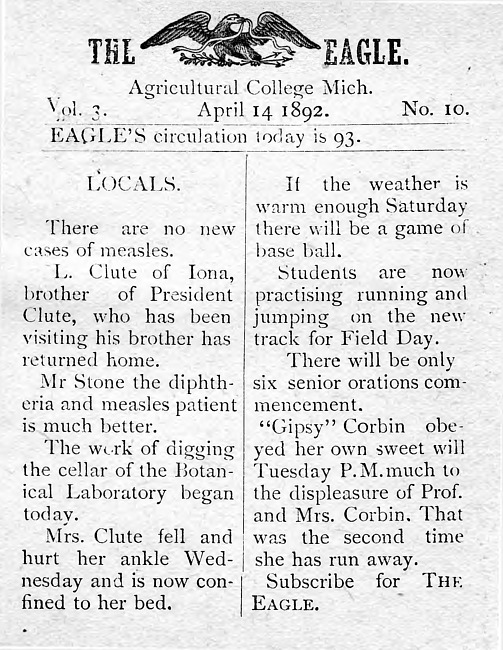 THE EAGLE.
Agricultural College Mich.
Vol. 3. April 14 1892. No. 10.
EAGLE'S circulation today is 93.
LOCALS.
There are no new
cases of measles.
L. Clute of Iona,
brother of President
Clute, who has been
visiting his brother has
returned home.
Mr Stone the diphth-
eria and measles patient
is much better.
The work of digging
the cellar of the Botan-
ical Laboratory began
today.
Mrs. Clute fell and
hurt her ankle Wed-
nesday and is now con-
fined to her bed.
If the weather is
warm enough Saturday
there will be a game of
base ball.
Students are now
practising running and
jumping on the new
track for Field Day.
There will be only
six senior orations com-
mencement.
"Gipsy" Corbin obe-
yed her own sweet will
Tuesday P.M.much to
the displeasure of Prof.
and Mrs. Corbin. That
was the second time
she has run away.
Subscribe for THE
EAGLE.